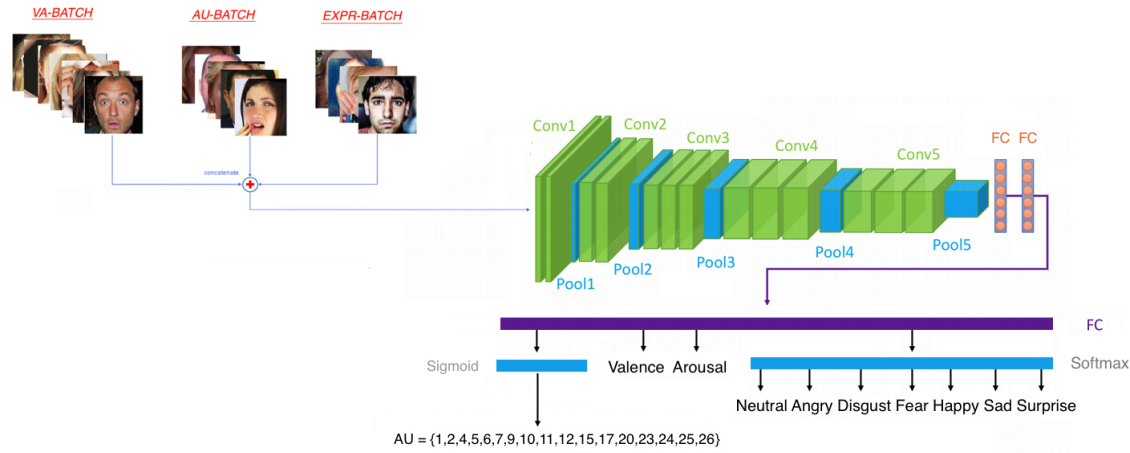 VA-BATCH AU-BATCH EXPR-BATCH
concatenate
Conv1 Conv2 Conv3 Conv4 Conv5 FC FC
Pool1 Pool2 Pool3 Pool4 Pool5
FC
Sigmoid Valence Arousal Softmax
Neutral Angry Disgust Fear Happy Sad Surprise
AU = {1,2,4,5,6,7,9,10,11,12,15,17,20,23,24,25,26}